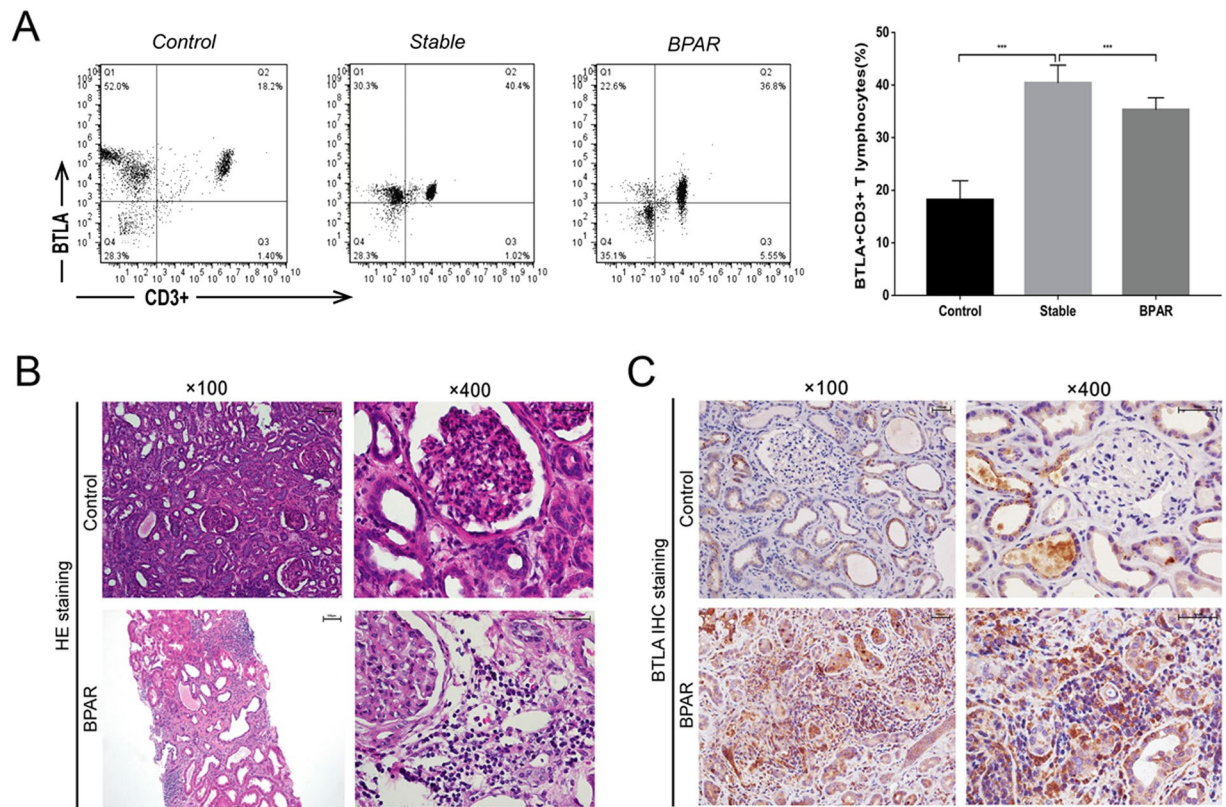 A
Control
Stable
BPAR
Q1
52.0%
Q2
18.2%
Q4
28.3%
Q3
1.40%
Q1
30.3%
Q2
40.4%
Q4
28.3%
Q3
1.02%
Q1
22.6%
Q2
36.8%
Q4
35.1%
Q3
5.55%
BTLA
CD3+
BTLA+CD3+ T lymphocytes(%)
50
40
30
20
10
0
***
***
Control
Stable
BPAR
B
×100
×400
HE staining
Control
BPAR
C
×100
×400
BTLA IHC staining
Control
BPAR